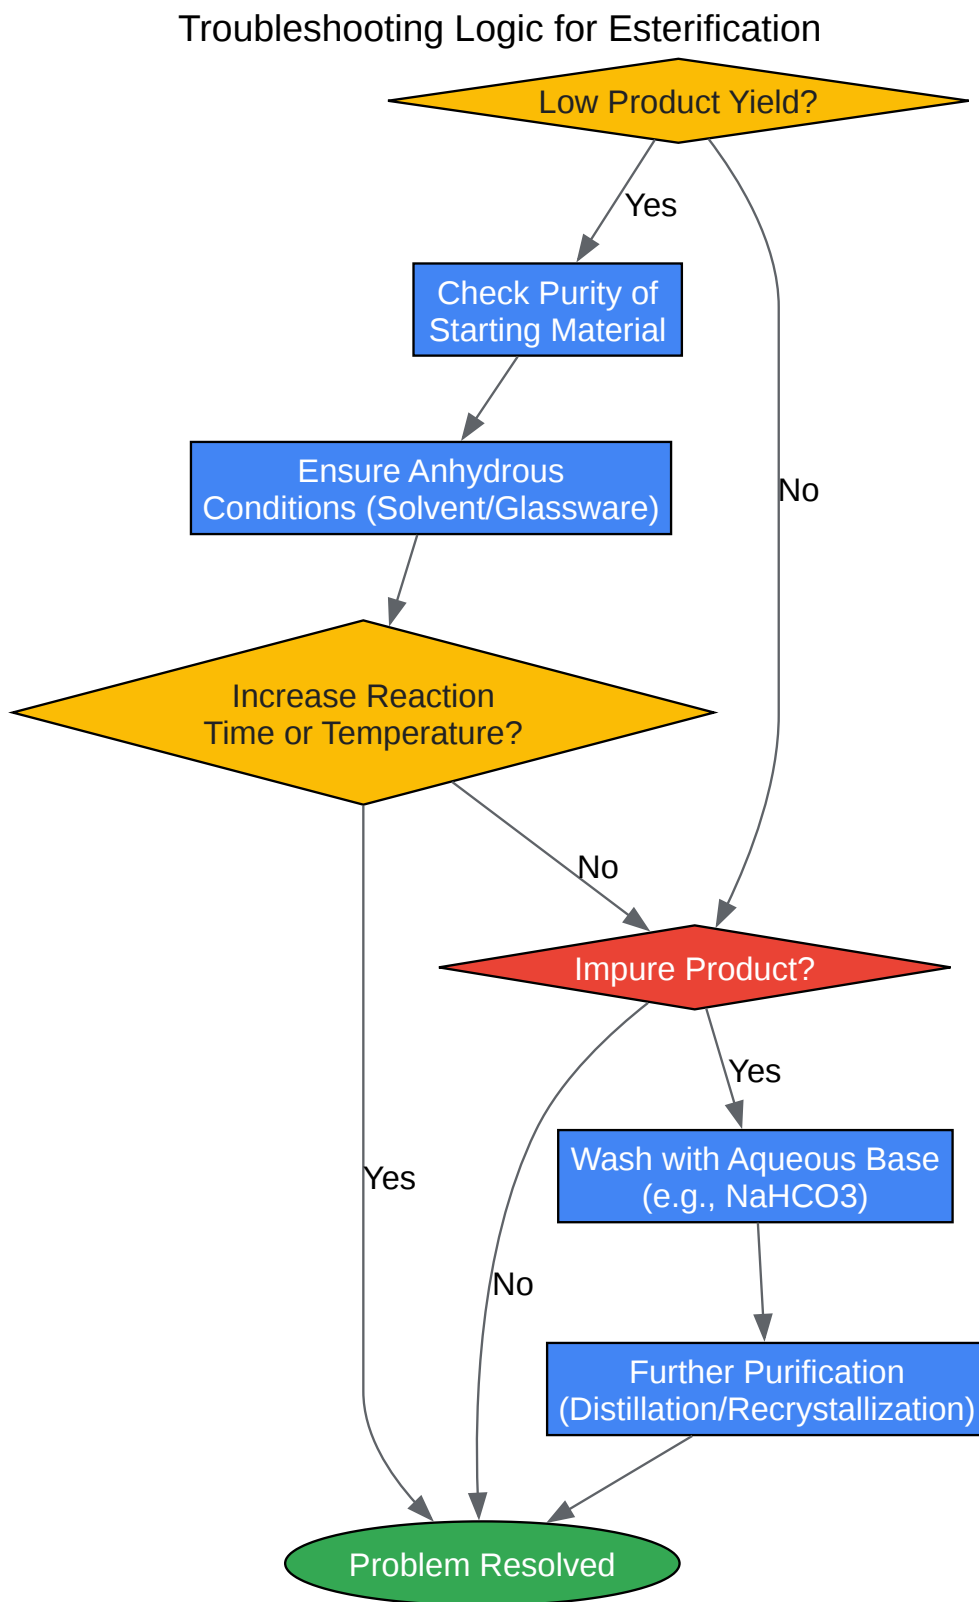 Troubleshooting Logic for Esterification
Low Product Yield?
Yes
Check Purity of
Starting Material
Ensure Anhydrous
Conditions (Solvent/Glassware)
No
Increase Reaction
Time or Temperature?
No
Impure Product?
Yes
Wash with Aqueous Base
(e.g., NaHCO3)
Yes
No
Further Purification
(Distillation/Recrystallization)
Problem Resolved